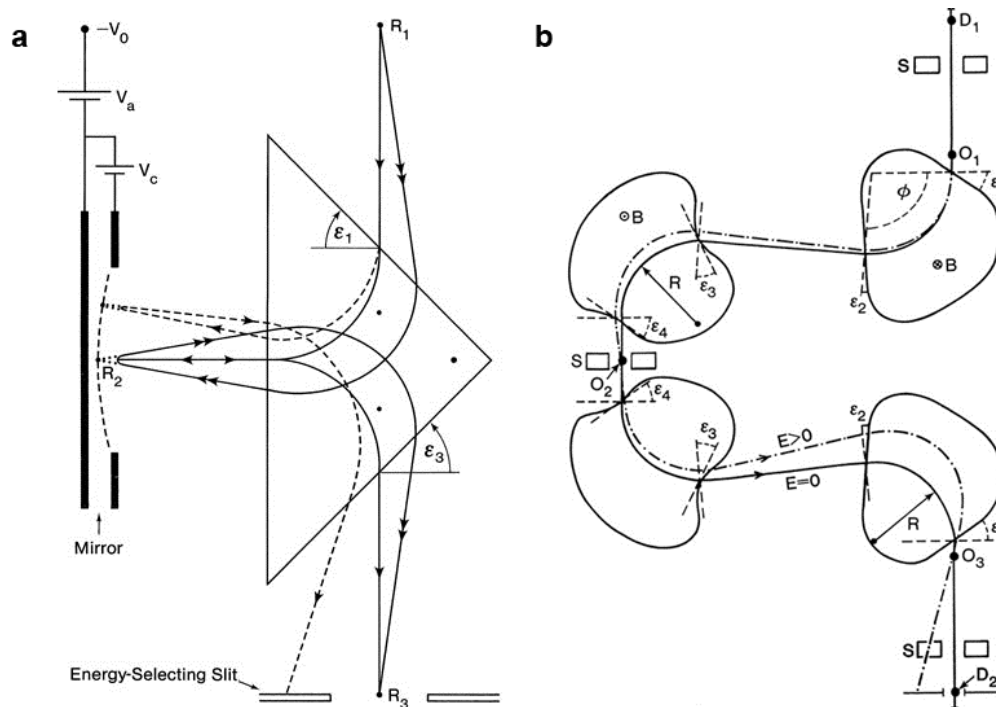 a
−V₀
Vₐ
V_c
R₁
ε₁
R₂
ε₃
Mirror
Energy-Selecting Slit
R₃
b
D₁
S
O₁
ε
ϕ
⊙B
⊗B
ε₂
R
ε₃
ε₄
S
O₂
ε₄
ε₃
ε₂
E>0
E=0
R
ε
O₃
S
D₂